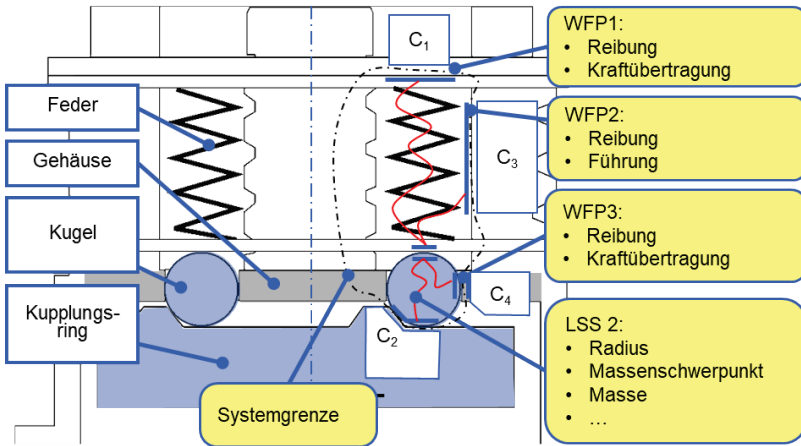 Feder
Gehäuse
Kugel
Kupplungs-
ring
C1
C3
C4
C2
Systemgrenze
WFP1:
• Reibung
• Kraftübertragung
WFP2:
• Reibung
• Führung
WFP3:
• Reibung
• Kraftübertragung
LSS 2:
• Radius
• Massenschwerpunkt
• Masse
• …